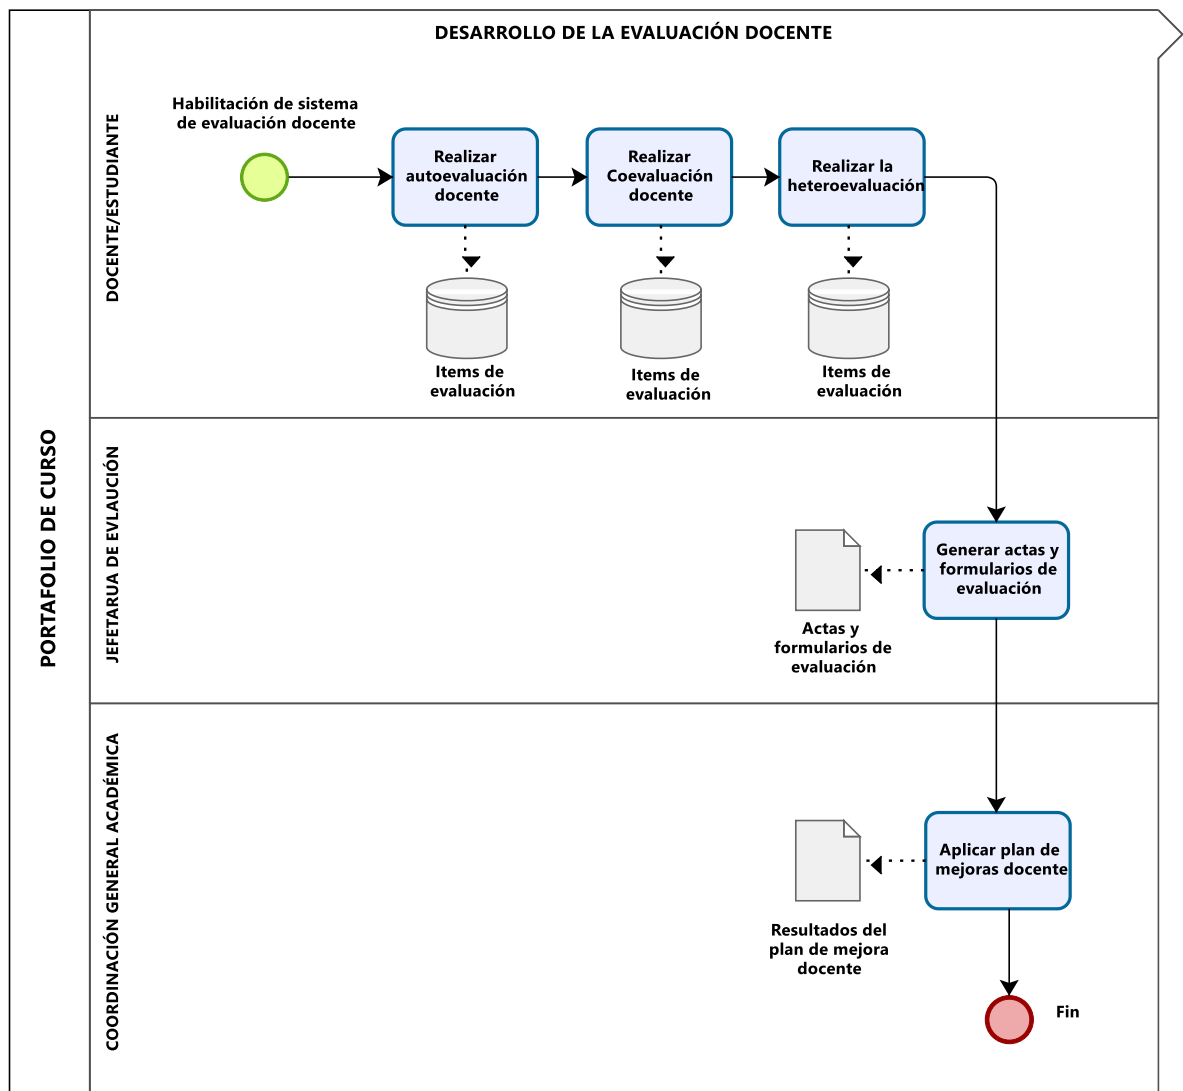 DESARROLLO DE LA EVALUACIÓN DOCENTE
PORTAFOLIO DE CURSO
DOCENTE/ESTUDIANTE
Habilitación de sistema
de evaluación docente
Realizar
autoevaluación
docente
Realizar
Coevaluación
docente
Realizar la
heteroevaluación
Items de
evaluación
Items de
evaluación
Items de
evaluación
JEFETARUA DE EVLAUCIÓN
Generar actas y
formularios de
evaluación
Actas y
formularios de
evaluación
COORDINACIÓN GENERAL ACADÉMICA
Aplicar plan de
mejoras docente
Resultados del
plan de mejora
docente
Fin